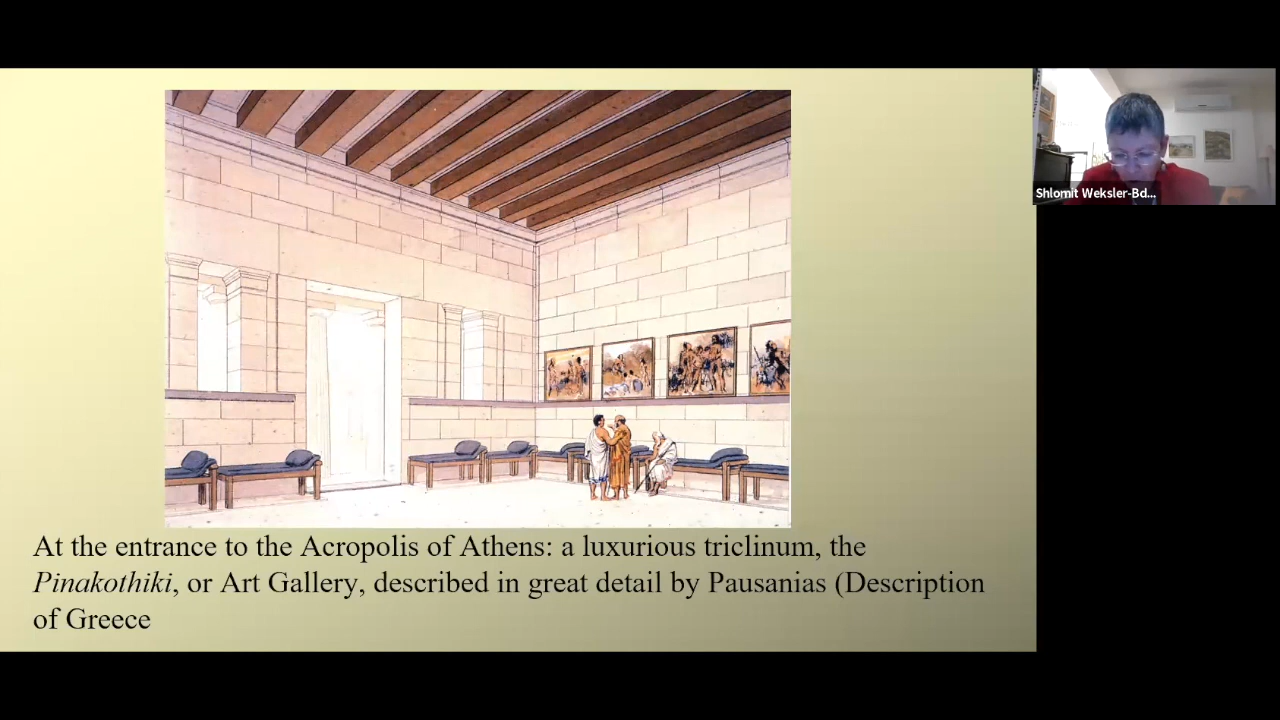 Shlomit Weksler-Bd...
At the entrance to the Acropolis of Athens: a luxurious triclinum, the
Pinakothiki, or Art Gallery, described in great detail by Pausanias (Description
of Greece